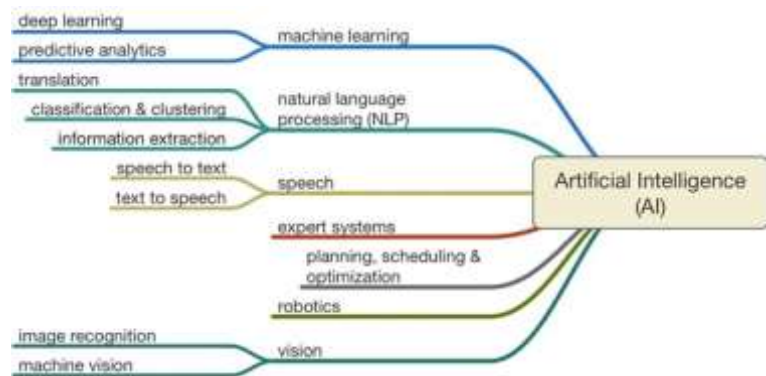 deep learning
predictive analytics
machine learning
translation
classification & clustering
information extraction
natural language
processing (NLP)
speech to text
text to speech
speech
expert systems
planning, scheduling &
optimization
robotics
image recognition
machine vision
vision
Artificial Intelligence
(AI)